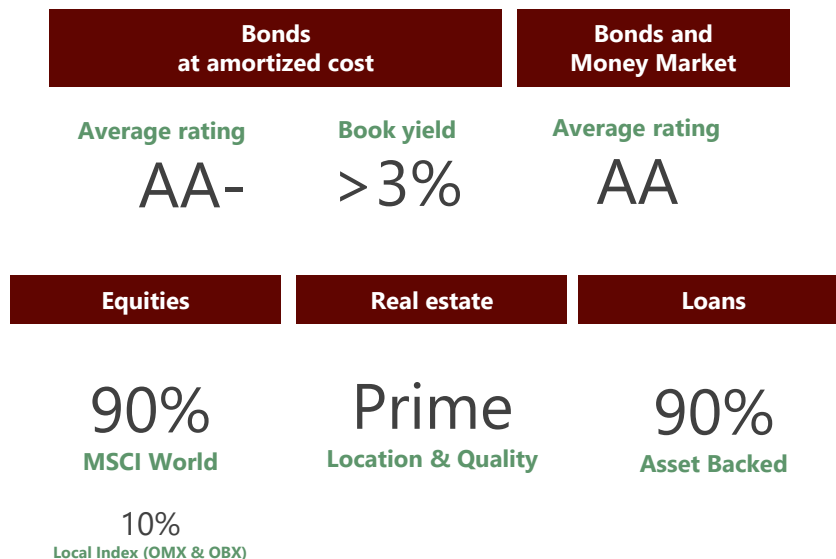 Bonds
at amortized cost
Bonds and
Money Market
Average rating
AA-
Book yield
>3%
Average rating
AA
Equities
Real estate
Loans
90%
MSCI World
10%
Local Index (OMX & OBX)
Prime
Location & Quality
90%
Asset Backed